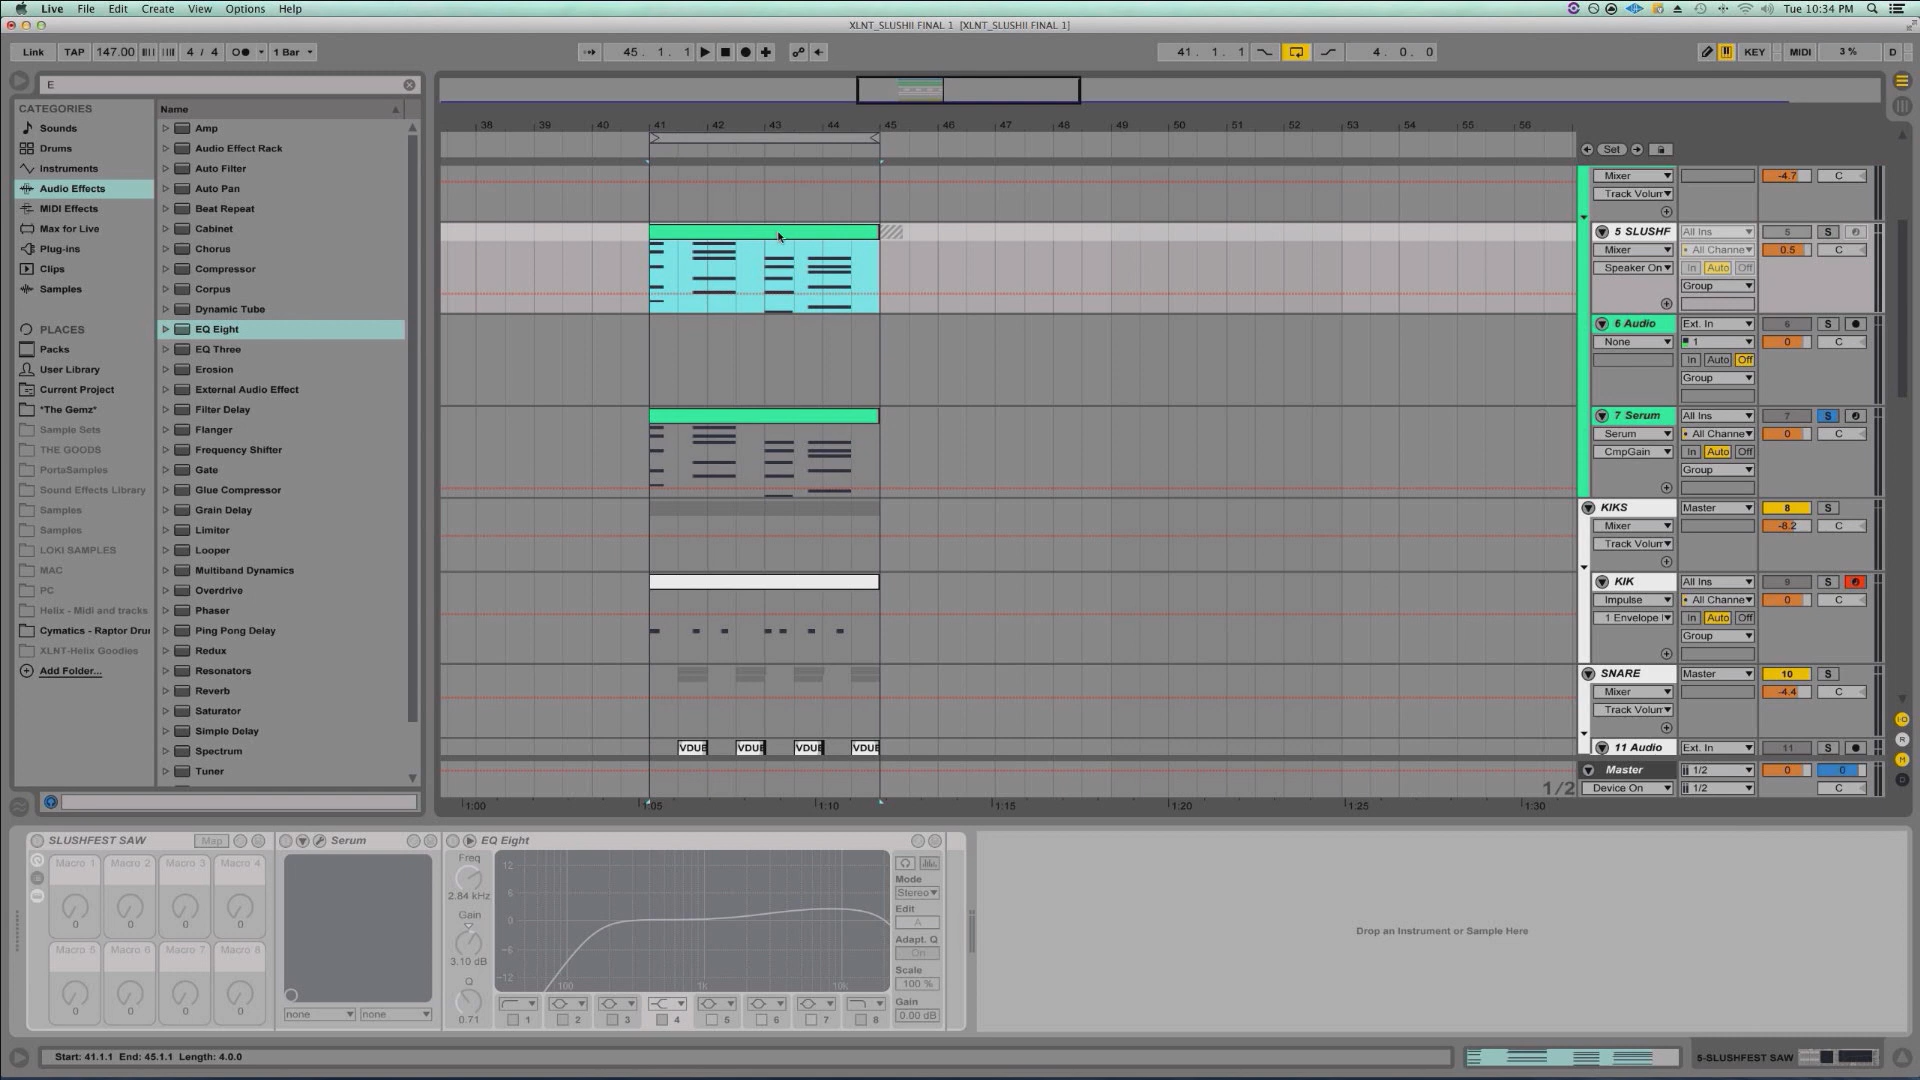 Live File Edit Create View Options Help Tue 10:34 PM
XLNT_SLUSHII FINAL 1 [XLNT_SLUSHII FINAL 1]
Link TAP 147.00 4 / 4 1 Bar 45. 1. 1 41. 1. 1 4. 0. 0 KEY MIDI 3 % D
E
CATEGORIES
Sounds
Drums
Instruments
Audio Effects
MIDI Effects
Max for Live
Plug-ins
Clips
Samples
PLACES
Packs
User Library
Current Project
*The Gemz*
Sample Sets
THE GOODS
PortaSamples
Sound Effects Library
Samples
Samples
LOKI SAMPLES
MAC
PC
Helix - Midi and tracks
Cymatics - Raptor Drum
XLNT-Helix Goodies
Add Folder...
Name
Amp
Audio Effect Rack
Auto Filter
Auto Pan
Beat Repeat
Cabinet
Chorus
Compressor
Corpus
Dynamic Tube
EQ Eight
EQ Three
Erosion
External Audio Effect
Filter Delay
Flanger
Frequency Shifter
Gate
Glue Compressor
Grain Delay
Limiter
Looper
Multiband Dynamics
Overdrive
Phaser
Ping Pong Delay
Redux
Resonators
Reverb
Saturator
Simple Delay
Spectrum
Tuner
38 39 40 41 42 43 44 45 46 47 48 49 50 51 52 53 54 55 56
Set
Mixer -4.7 C
Track Volum
5 SLUSHF All Ins 5 S
Mixer All Channe 0.5 C
Speaker On In Auto Off
Group
6 Audio Ext. In 6 S
None 1 0 C
In Auto Off
Group
7 Serum All Ins 7 S
Serum All Channe 0 C
CmpGain In Auto Off
Group
KIKS Master 8 S
Mixer -8.2 C
Track Volum
KIK All Ins 9 S
Impulse All Channe 0 C
1 Envelope In Auto Off
Group
SNARE Master 10 S
Mixer -4.4 C
Track Volum
VDUB VDUB VDUB VDUB
11 Audio Ext. In 11 S
Master 1/2 0 0
1/2 Device On 1/2 C
1:00 1:05 1:10 1:15 1:20 1:25 1:30
SLUSHFEST SAW Map
Macro 1 Macro 2 Macro 3 Macro 4
0 0 0 0
Macro 5 Macro 6 Macro 7 Macro 8
0 0 0 0
Serum
none none
EQ Eight
Freq
2.84 kHz
Gain
3.10 dB
Q
0.71
12
6
0
-6
-12
100 1K 10K
1 2 3 4 5 6 7 8
Mode
Stereo
Edit
A
Adapt. Q
On
Scale
100 %
Gain
0.00 dB
Drop an Instrument or Sample Here
Start: 41.1.1 End: 45.1.1 Length: 4.0.0
5-SLUSHFEST SAW